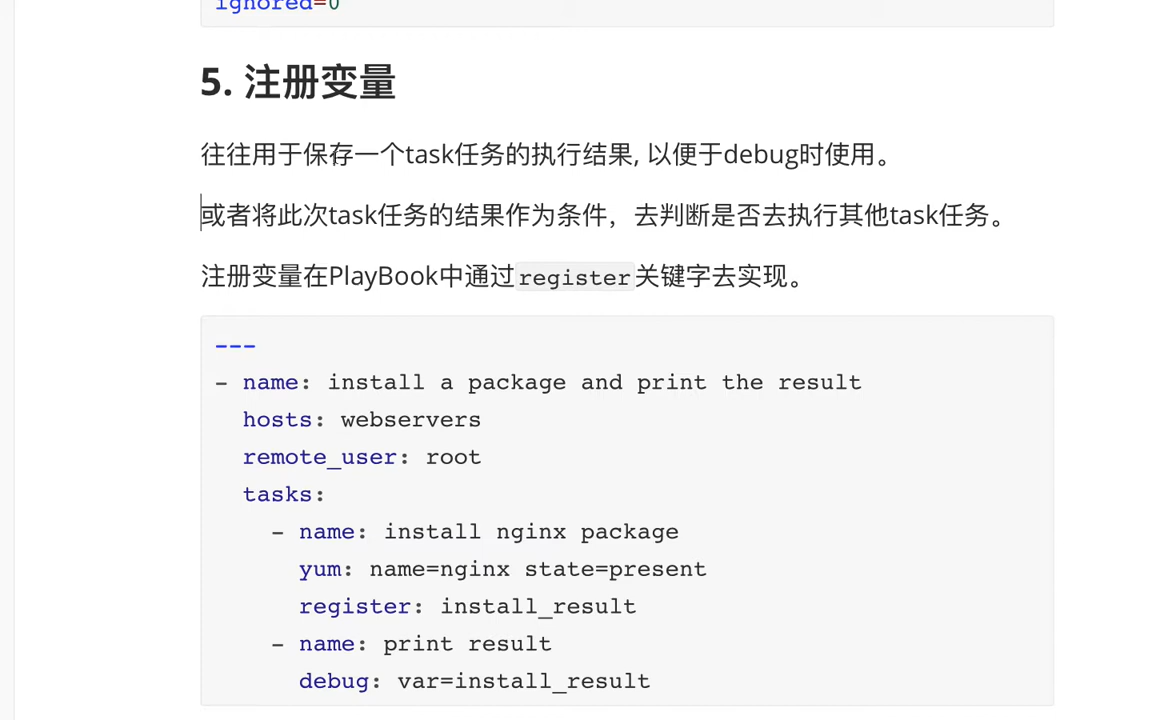 ignored=0
5. 注册变量
往往用于保存一个task任务的执行结果, 以便于debug时使用。
或者将此次task任务的结果作为条件，去判断是否去执行其他task任务。
注册变量在PlayBook中通过register关键字去实现。
---
- name: install a package and print the result
  hosts: webservers
  remote_user: root
  tasks:
    - name: install nginx package
      yum: name=nginx state=present
      register: install_result
    - name: print result
      debug: var=install_result